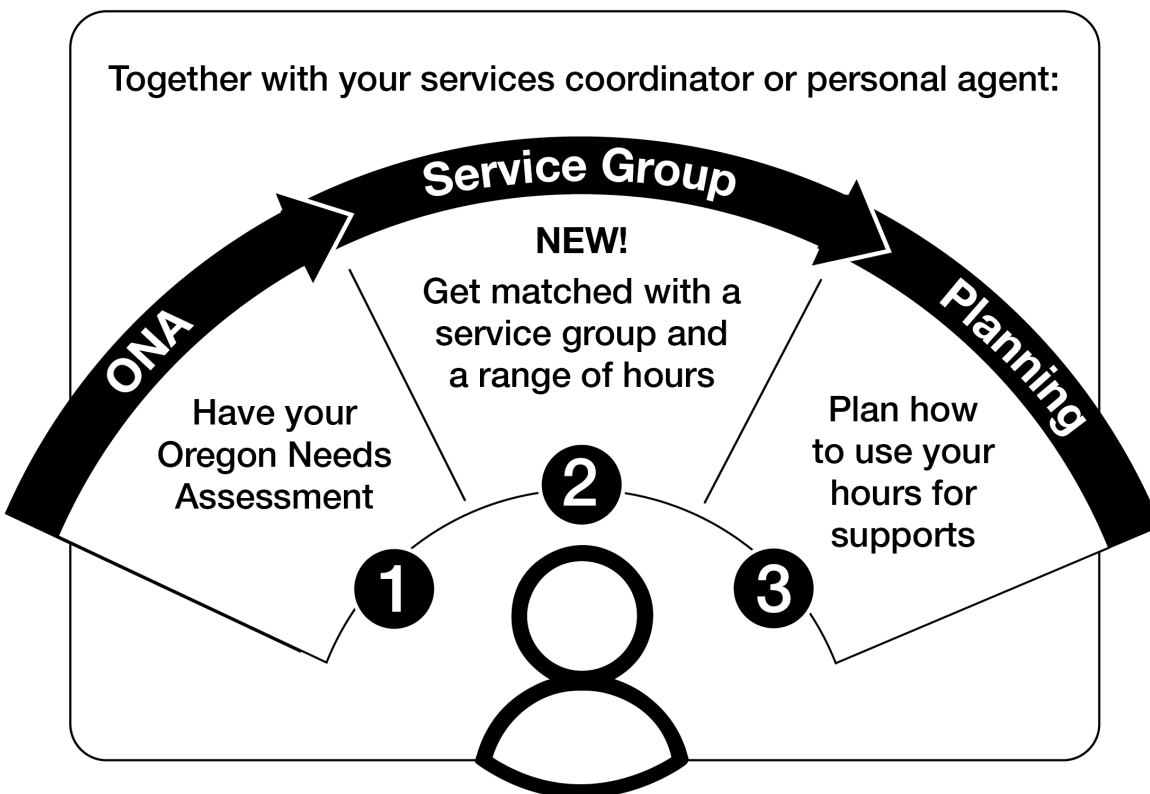 Together with your services coordinator or personal agent:
ONA
Have your
Oregon Needs
Assessment
1
Service Group
NEW!
Get matched with a
service group and
a range of hours
2
Planning
Plan how
to use your
hours for
supports
3